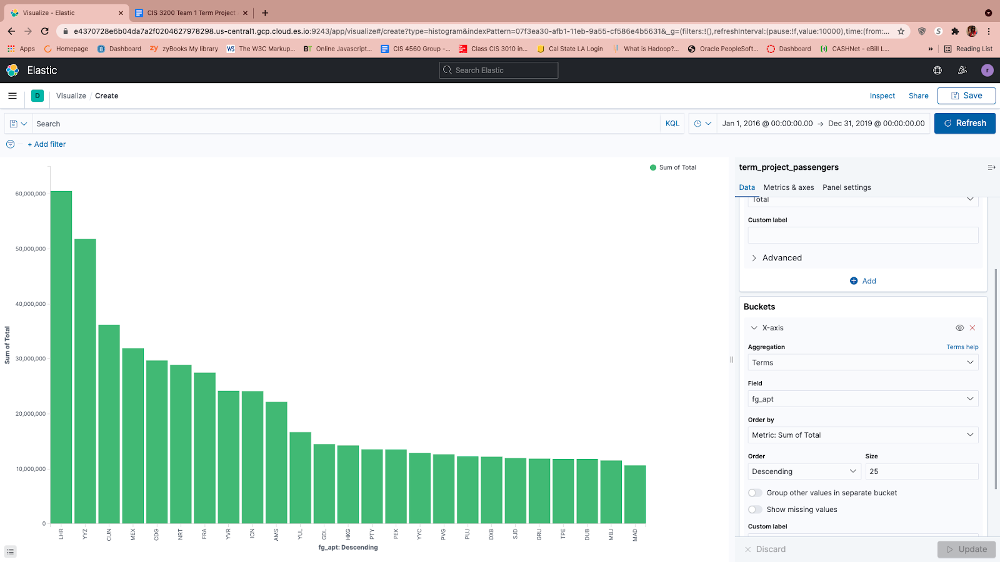 Visualize - Elastic
CIS 3200 Team 1 Term Project
e4370728e6b04da7a2f0204627978298.us-central1.gcp.cloud.es.io:9243/app/visualize#/create?type=histogram&indexPattern=07f3ea30-afb1-11eb-9a55-cf586e4b5631&_g=(filters:!(),refreshInterval:(pause:!f,value:10000),time:(from:...
Apps Homepage Dashboard zy zyBooks My library W3 The W3C Markup... BT Online Javascript... CIS 4560 Group -... Class CIS 3010 in... Cal State LA Login What is Hadoop?... Oracle PeopleSoft... Dashboard CASHNet - eBill L... » Reading List
Elastic
Search Elastic
r
D Visualize / Create
Inspect Share Save
Search
KQL
Jan 1, 2016 @ 00:00:00.00 → Dec 31, 2019 @ 00:00:00.00
Refresh
+ Add filter
Sum of Total
60,000,000
50,000,000
40,000,000
30,000,000
20,000,000
10,000,000
0
Sum of Total
LHR YYZ CUN MEX CDG NRT FRA YVR ICN AMS YUL GDL HKG PTY PEK YYC PVG PUJ DXB SJD GRU TPE DUB MBJ MAD
fg_apt: Descending
term_project_passengers
Data Metrics & axes Panel settings
Total
Custom label
Advanced
Add
Buckets
X-axis
Aggregation Terms help
Terms
Field
fg_apt
Order by
Metric: Sum of Total
Order Size
Descending 25
Group other values in separate bucket
Show missing values
Custom label
Discard Update